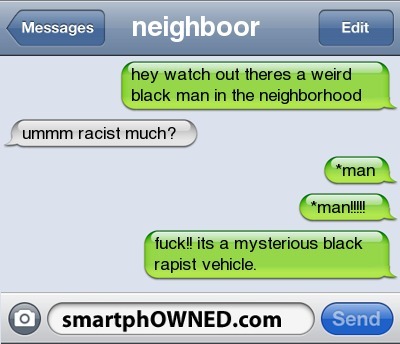 Messages
neighboor
Edit
hey watch out theres a weird
black man in the neighborhood
ummm racist much?
*man
*man!!!!!
fuck!! its a mysterious black
rapist vehicle.
smartphOWNED.com
Send